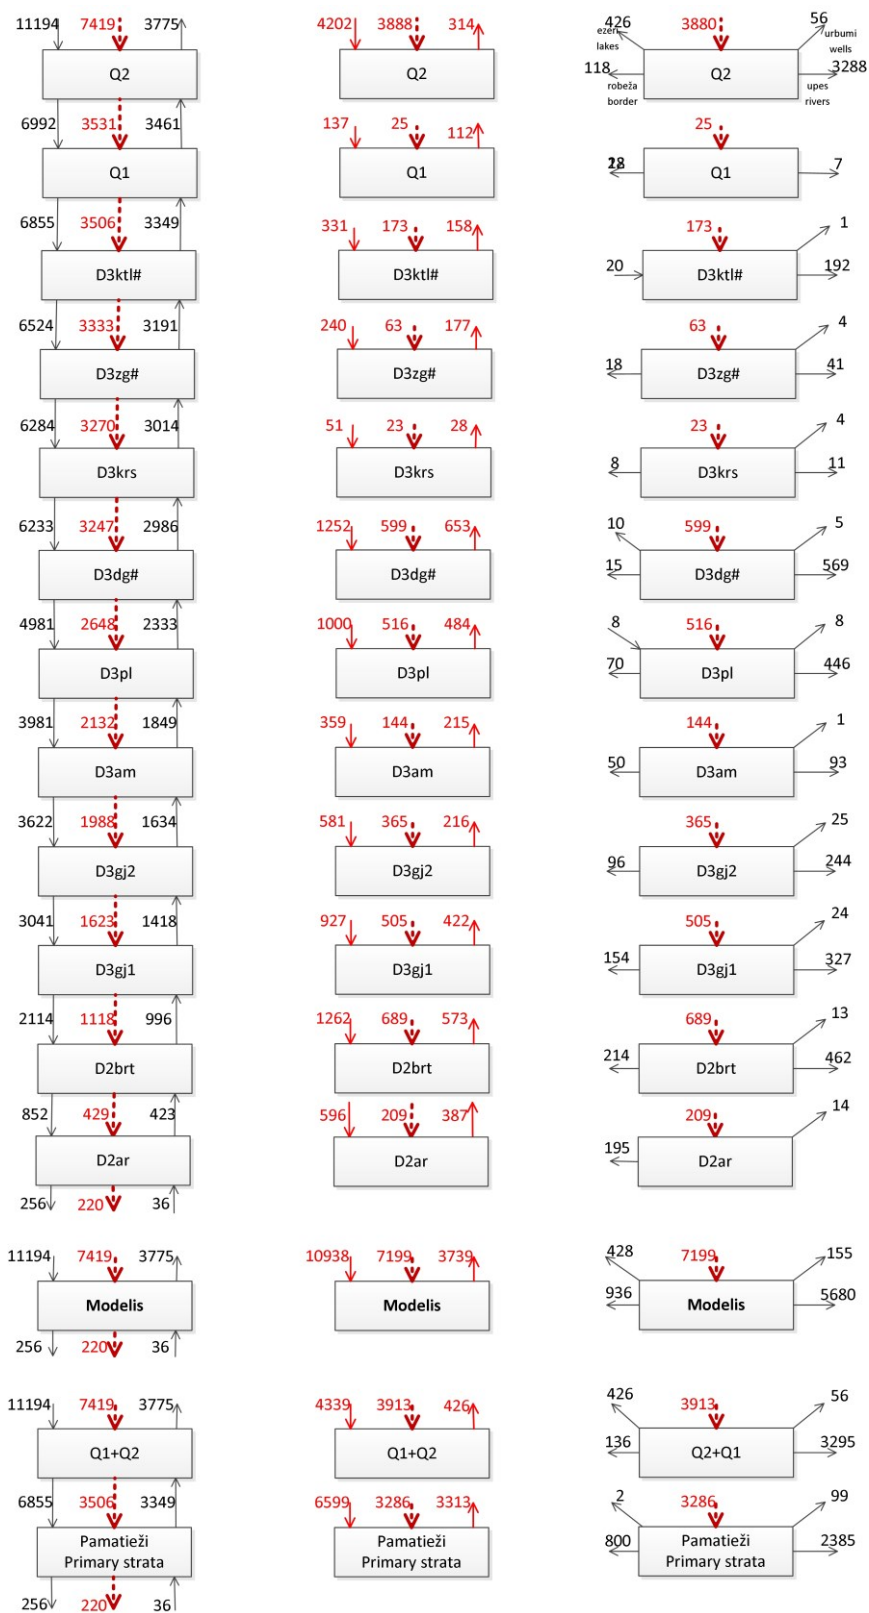 11194 7419 3775 4202 3888 314 426 3880 56
ezeri
lakes
urbumi
wells
Q2 Q2 118 Q2 3288
robeža
border
upes
rivers
6992 3531 3461 137 25 112 25
Q1 Q1 Q1 7
6855 3506 3349 331 173 158 173 1
D3ktl# D3ktl# 20 D3ktl# 192
6524 3333 3191 240 63 177 63 4
D3zg# D3zg# 18 D3zg# 41
6284 3270 3014 51 23 28 23 4
D3krs D3krs 8 D3krs 11
6233 3247 2986 1252 599 653 10 599 5
D3dg# D3dg# 15 D3dg# 569
4981 2648 2333 1000 516 484 8 516 8
D3pl D3pl 70 D3pl 446
3981 2132 1849 359 144 215 144 1
D3am D3am 50 D3am 93
3622 1988 1634 581 365 216 365 25
D3gj2 D3gj2 96 D3gj2 244
3041 1623 1418 927 505 422 505 24
D3gj1 D3gj1 154 D3gj1 327
2114 1118 996 1262 689 573 689 13
D2brt D2brt 214 D2brt 462
852 429 423 596 209 387 209 14
D2ar D2ar 195 D2ar
256 220 36
11194 7419 3775 10938 7199 3739 428 7199 155
Modelis Modelis 936 Modelis 5680
256 220 36
11194 7419 3775 4339 3913 426 426 3913 56
Q1+Q2 Q1+Q2 136 Q2+Q1 3295
6855 3506 3349 6599 3286 3313 2 3286 99
Pamatieži Pamatieži Pamatieži
Primary strata Primary strata 800 Primary strata 2385
256 220 36